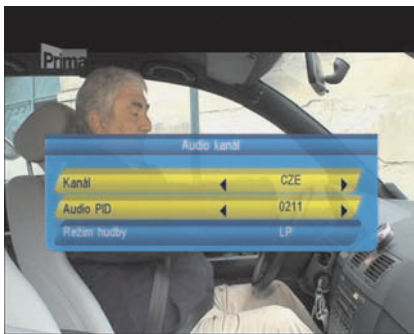 Prima
Audio kanál
Kanál CZE
Audio PID 0211
Režim hudby LP